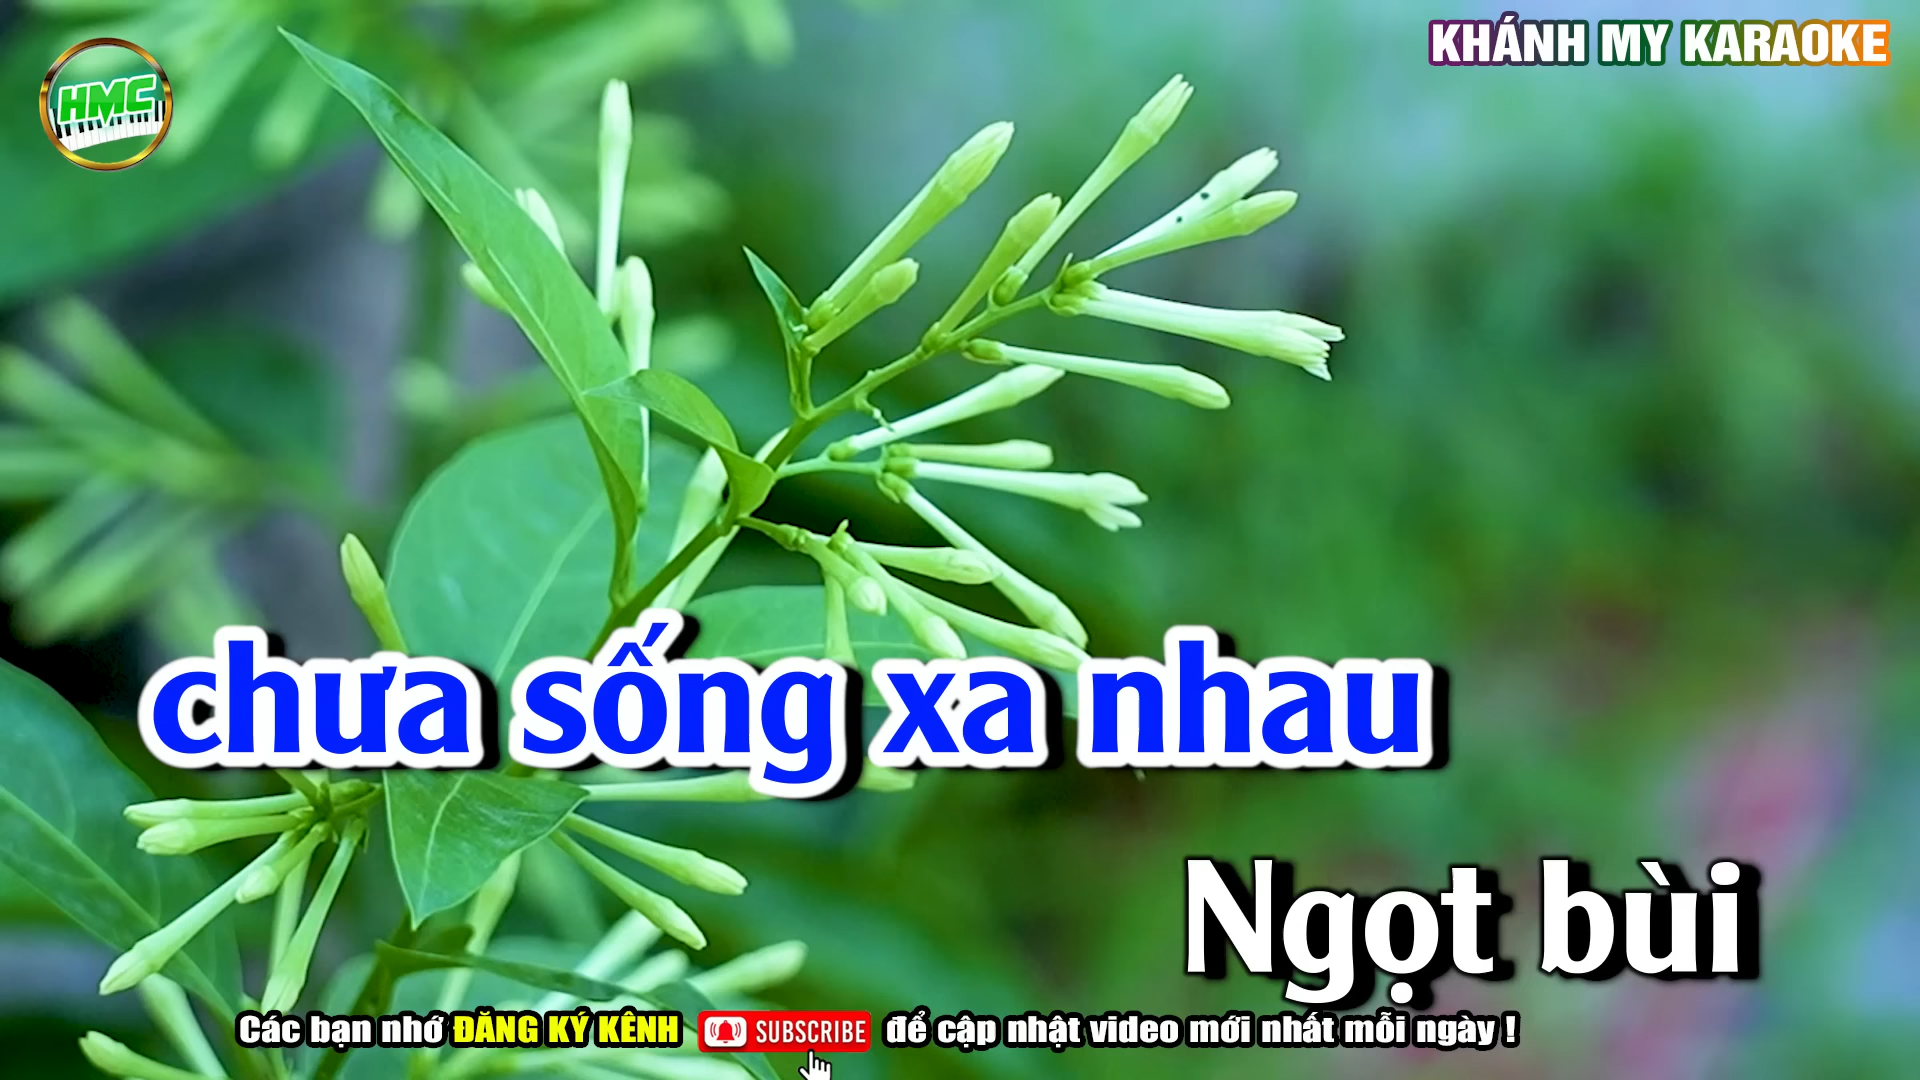 KHÁNH MY KARAOKE
HMC
chưa sống xa nhau
Ngọt bùi
Các bạn nhớ ĐĂNG KÝ KÊNH SUBSCRIBE để cập nhật video mới nhất mỗi ngày !